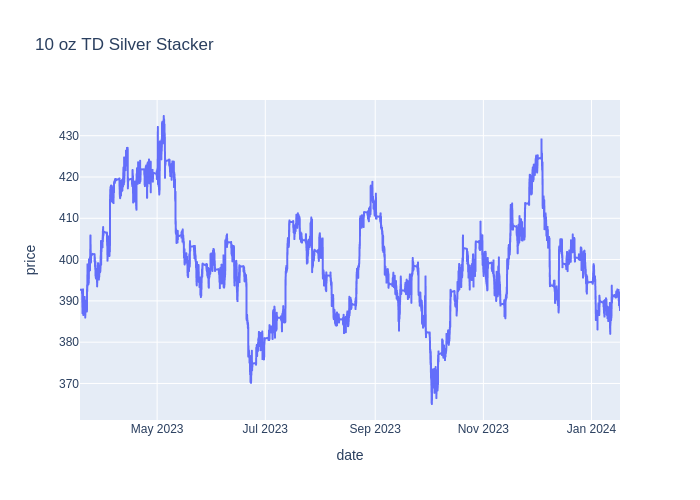 10 oz TD Silver Stacker
430
420
410
400
390
380
370
price
May 2023
Jul 2023
Sep 2023
Nov 2023
Jan 2024
date